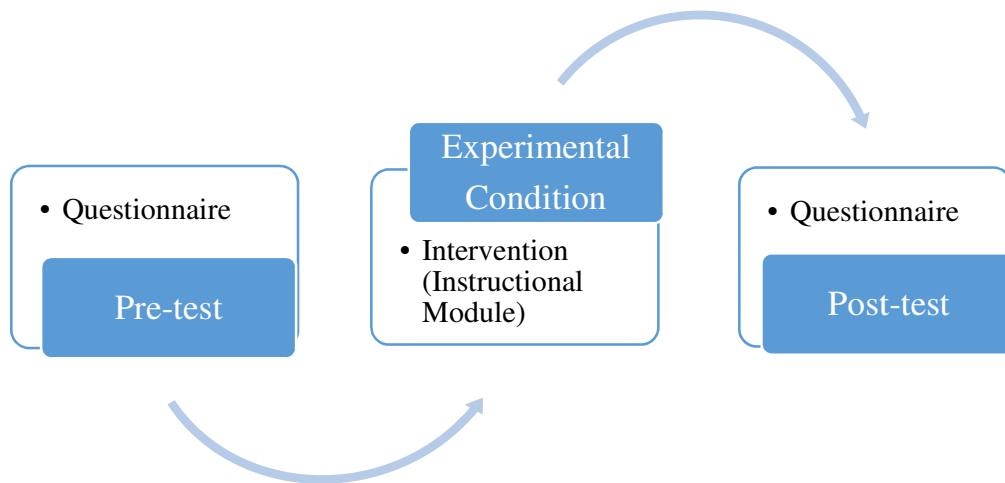 • Questionnaire
Pre-test
Experimental
Condition
• Intervention
(Instructional
Module)
• Questionnaire
Post-test